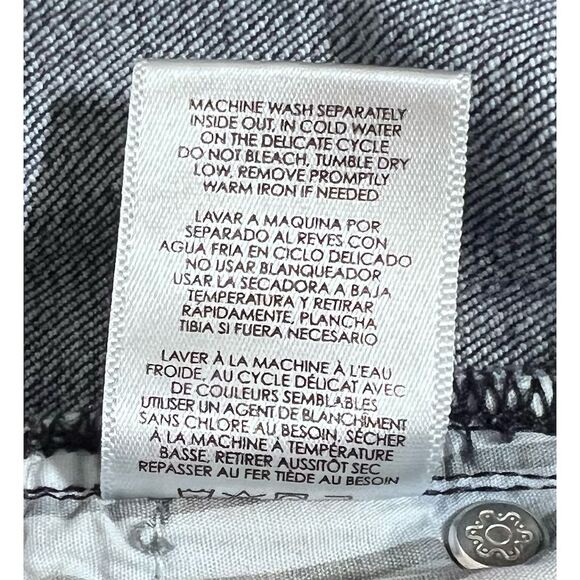 MACHINE WASH SEPARATELY
INSIDE OUT, IN COLD WATER
ON THE DELICATE CYCLE
DO NOT BLEACH, TUMBLE DRY
LOW, REMOVE PROMPTLY
WARM IRON IF NEEDED
LAVAR A MAQUINA POR
SEPARADO AL REVES CON
AGUA FRIA EN CICLO DELICADO
NO USAR BLANQUEADOR
USAR LA SECADORA A BAJA
TEMPERATURA Y RETIRAR
RÁPIDAMENTE, PLANCHA
TIBIA SI FUERA NECESARIO
LAVER À LA MACHINE À L'EAU
FROIDE, AU CYCLE DÉLICAT AVEC
DE COULEURS SEMBLABLES
UTILISER UN AGENT DE BLANCHIMENT
SANS CHLORE AU BESOIN, SÉCHER
À LA MACHINE À TEMPÉRATURE
BASSE, RETIRER AUSSITÔT SEC
REPASSER AU FER TIÈDE AU BESOIN